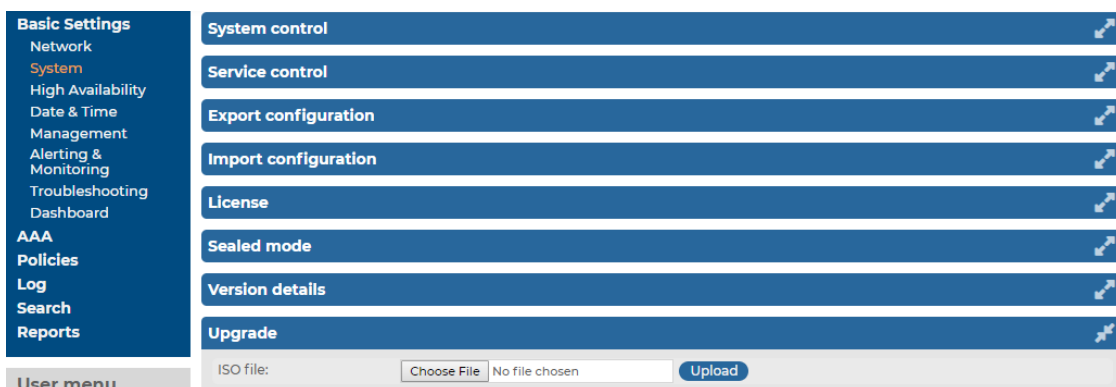 Basic Settings
Network
System
High Availability
Date & Time
Management
Alerting &
Monitoring
Troubleshooting
Dashboard
AAA
Policies
Log
Search
Reports
User menu
System control
Service control
Export configuration
Import configuration
License
Sealed mode
Version details
Upgrade
ISO file: Choose File No file chosen Upload